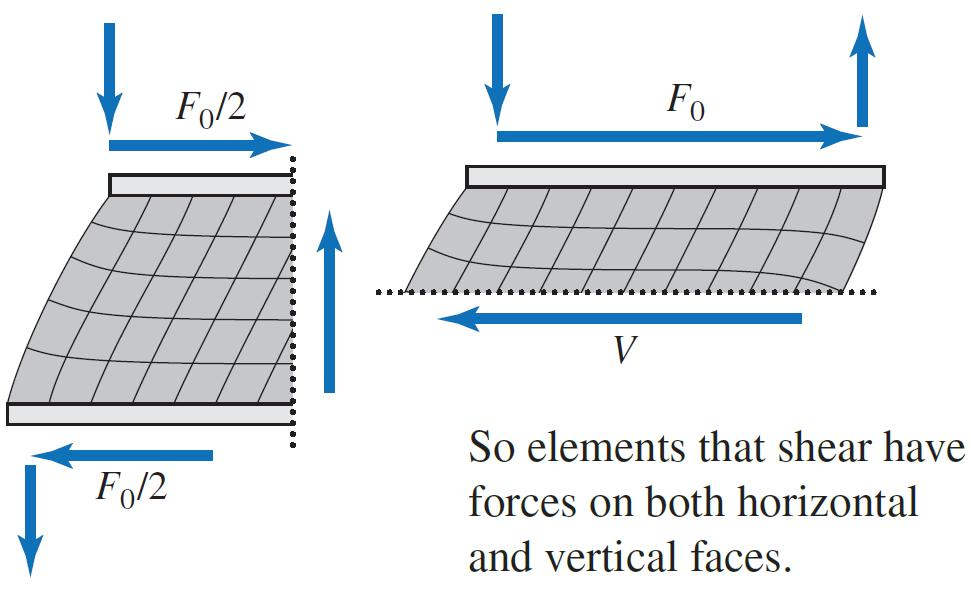 F₀/2
F₀
V
F₀/2
So elements that shear have
forces on both horizontal
and vertical faces.